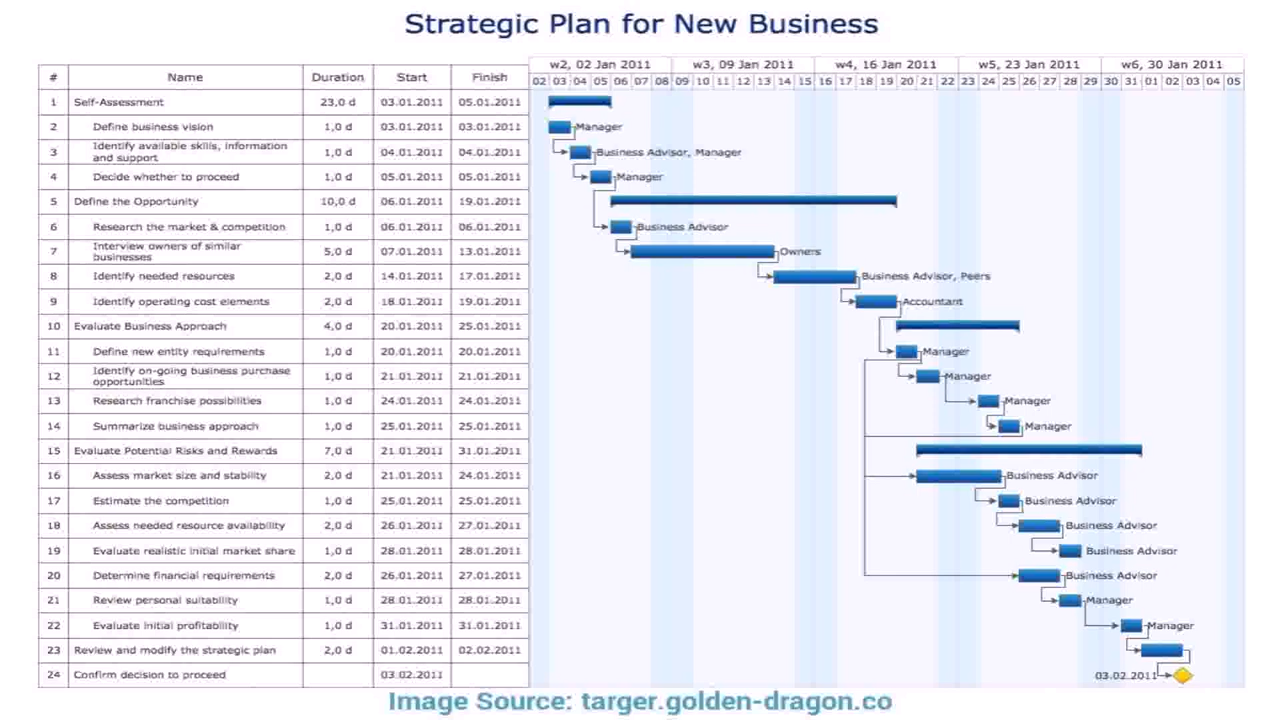 Strategic Plan for New Business
w2, 02 Jan 2011 w3, 09 Jan 2011 w4, 16 Jan 2011 w5, 23 Jan 2011 w6, 30 Jan 2011
# Name Duration Start Finish 02 03 04 05 06 07 08 09 10 11 12 13 14 15 16 17 18 19 20 21 22 23 24 25 26 27 28 29 30 31 01 02 03 04 05
1 Self-Assessment 23,0 d 03.01.2011 05.01.2011
2 Define business vision 1,0 d 03.01.2011 03.01.2011 Manager
3 Identify available skills, information
and support 1,0 d 04.01.2011 04.01.2011 Business Advisor, Manager
4 Decide whether to proceed 1,0 d 05.01.2011 05.01.2011 Manager
5 Define the Opportunity 10,0 d 06.01.2011 19.01.2011
6 Research the market & competition 1,0 d 06.01.2011 06.01.2011 Business Advisor
7 Interview owners of similar
businesses 5,0 d 07.01.2011 13.01.2011 Owners
8 Identify needed resources 2,0 d 14.01.2011 17.01.2011 Business Advisor, Peers
9 Identify operating cost elements 2,0 d 18.01.2011 19.01.2011 Accountant
10 Evaluate Business Approach 4,0 d 20.01.2011 25.01.2011
11 Define new entity requirements 1,0 d 20.01.2011 20.01.2011 Manager
12 Identify on-going business purchase
opportunities 1,0 d 21.01.2011 21.01.2011 Manager
13 Research franchise possibilities 1,0 d 24.01.2011 24.01.2011 Manager
14 Summarize business approach 1,0 d 25.01.2011 25.01.2011 Manager
15 Evaluate Potential Risks and Rewards 7,0 d 21.01.2011 31.01.2011
16 Assess market size and stability 2,0 d 21.01.2011 24.01.2011 Business Advisor
17 Estimate the competition 1,0 d 25.01.2011 25.01.2011 Business Advisor
18 Assess needed resource availability 2,0 d 26.01.2011 27.01.2011 Business Advisor
19 Evaluate realistic initial market share 1,0 d 28.01.2011 28.01.2011 Business Advisor
20 Determine financial requirements 2,0 d 26.01.2011 27.01.2011 Business Advisor
21 Review personal suitability 1,0 d 28.01.2011 28.01.2011 Manager
22 Evaluate initial profitability 1,0 d 31.01.2011 31.01.2011 Manager
23 Review and modify the strategic plan 2,0 d 01.02.2011 02.02.2011
24 Confirm decision to proceed 03.02.2011 03.02.2011
Image Source: targer.golden-dragon.co